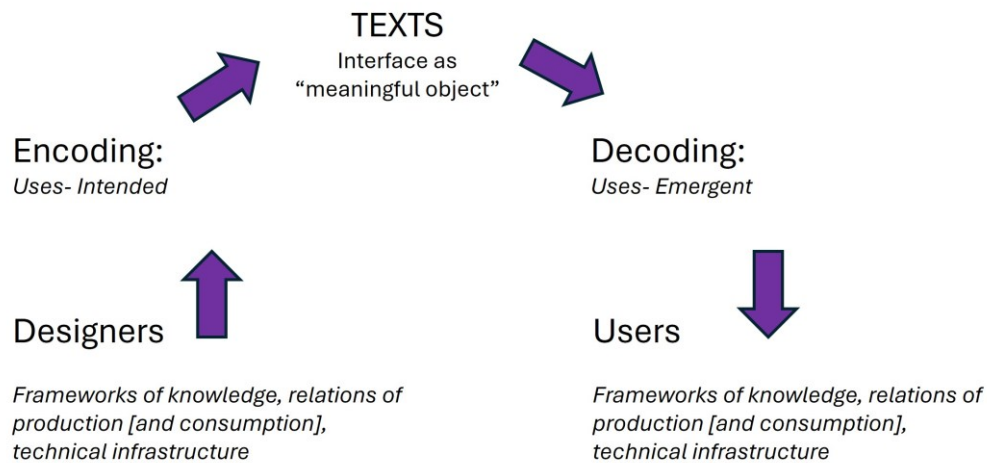 TEXTS
Interface as
“meaningful object”
Encoding:
Uses- Intended
Decoding:
Uses- Emergent
Designers
Frameworks of knowledge, relations of
production [and consumption],
technical infrastructure
Users
Frameworks of knowledge, relations of
production [and consumption],
technical infrastructure